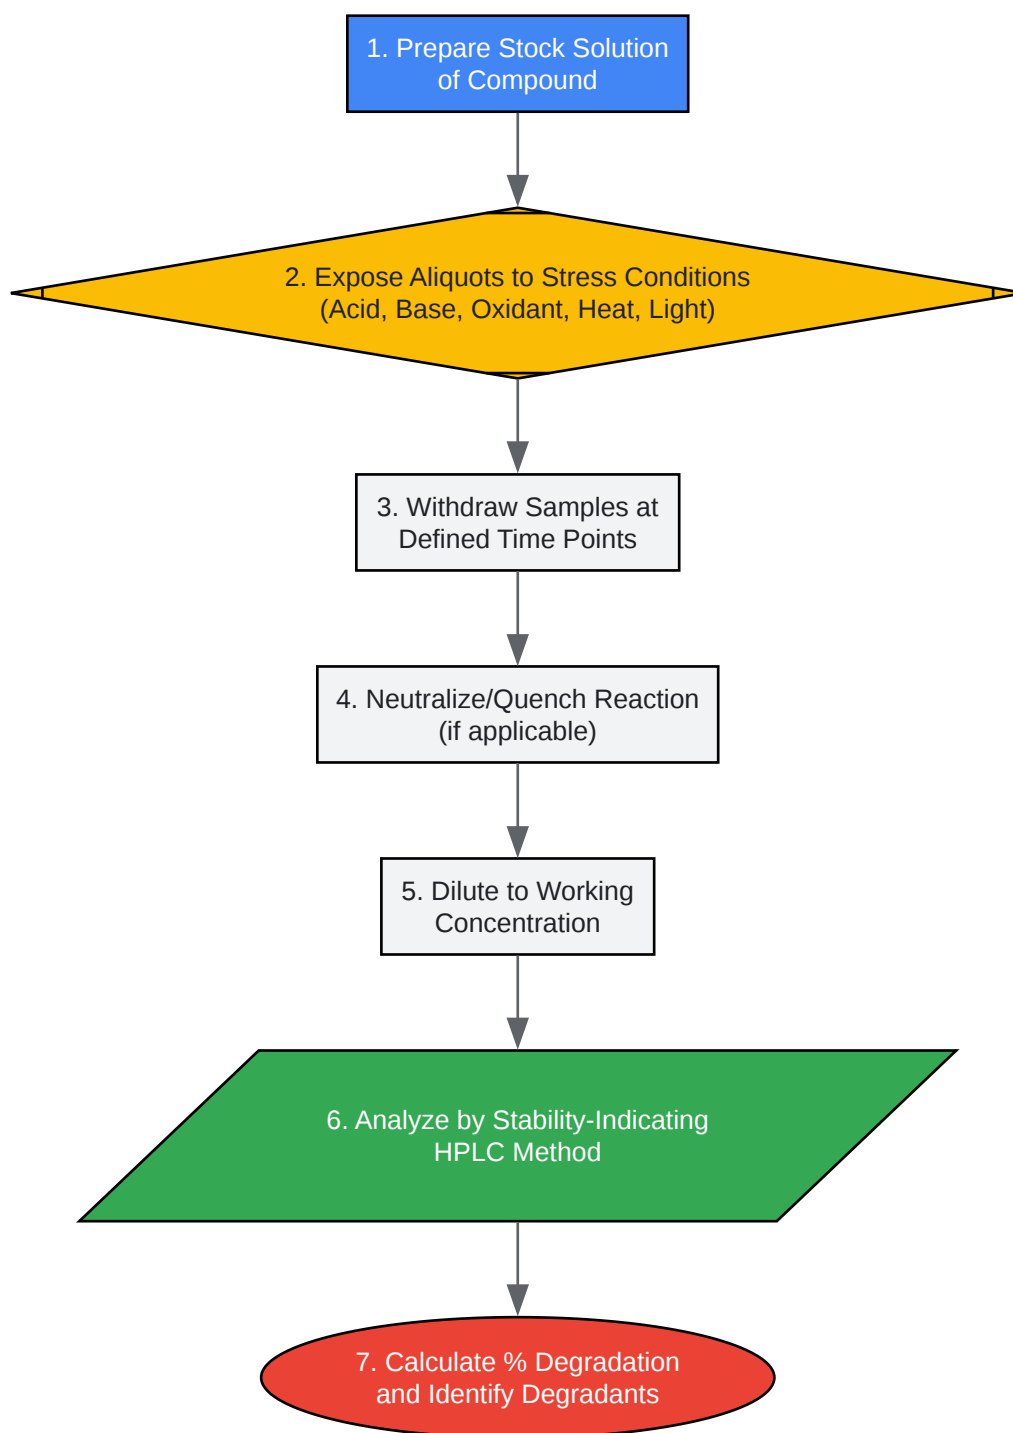 1. Prepare Stock Solution
of Compound
2. Expose Aliquots to Stress Conditions
(Acid, Base, Oxidant, Heat, Light)
3. Withdraw Samples at
Defined Time Points
4. Neutralize/Quench Reaction
(if applicable)
5. Dilute to Working
Concentration
6. Analyze by Stability-Indicating
HPLC Method
7. Calculate % Degradation
and Identify Degradants